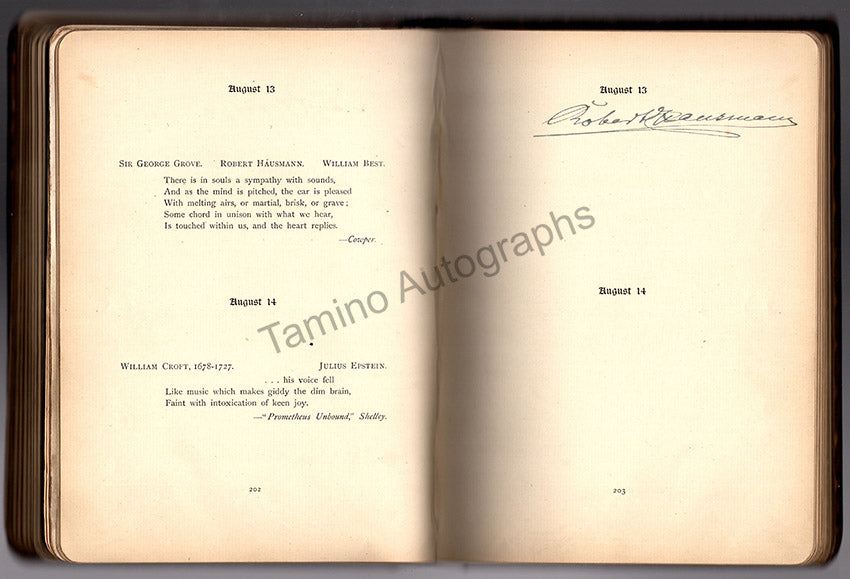 August 13
Sir George Grove. Robert Hausmann. William Best.
There is in souls a sympathy with sounds,
And as the mind is pitched, the ear is pleased
With melting airs, or martial, brisk, or grave;
Some chord in unison with what we hear,
Is touched within us, and the heart replies.
—Cowper.
August 14
William Croft, 1678-1727. Julius Epstein.
. . . his voice fell
Like music which makes giddy the dim brain,
Faint with intoxication of keen joy.
—"Prometheus Unbound," Shelley.
202
August 13
Robert Hausmann
August 14
203
Tamino Autographs